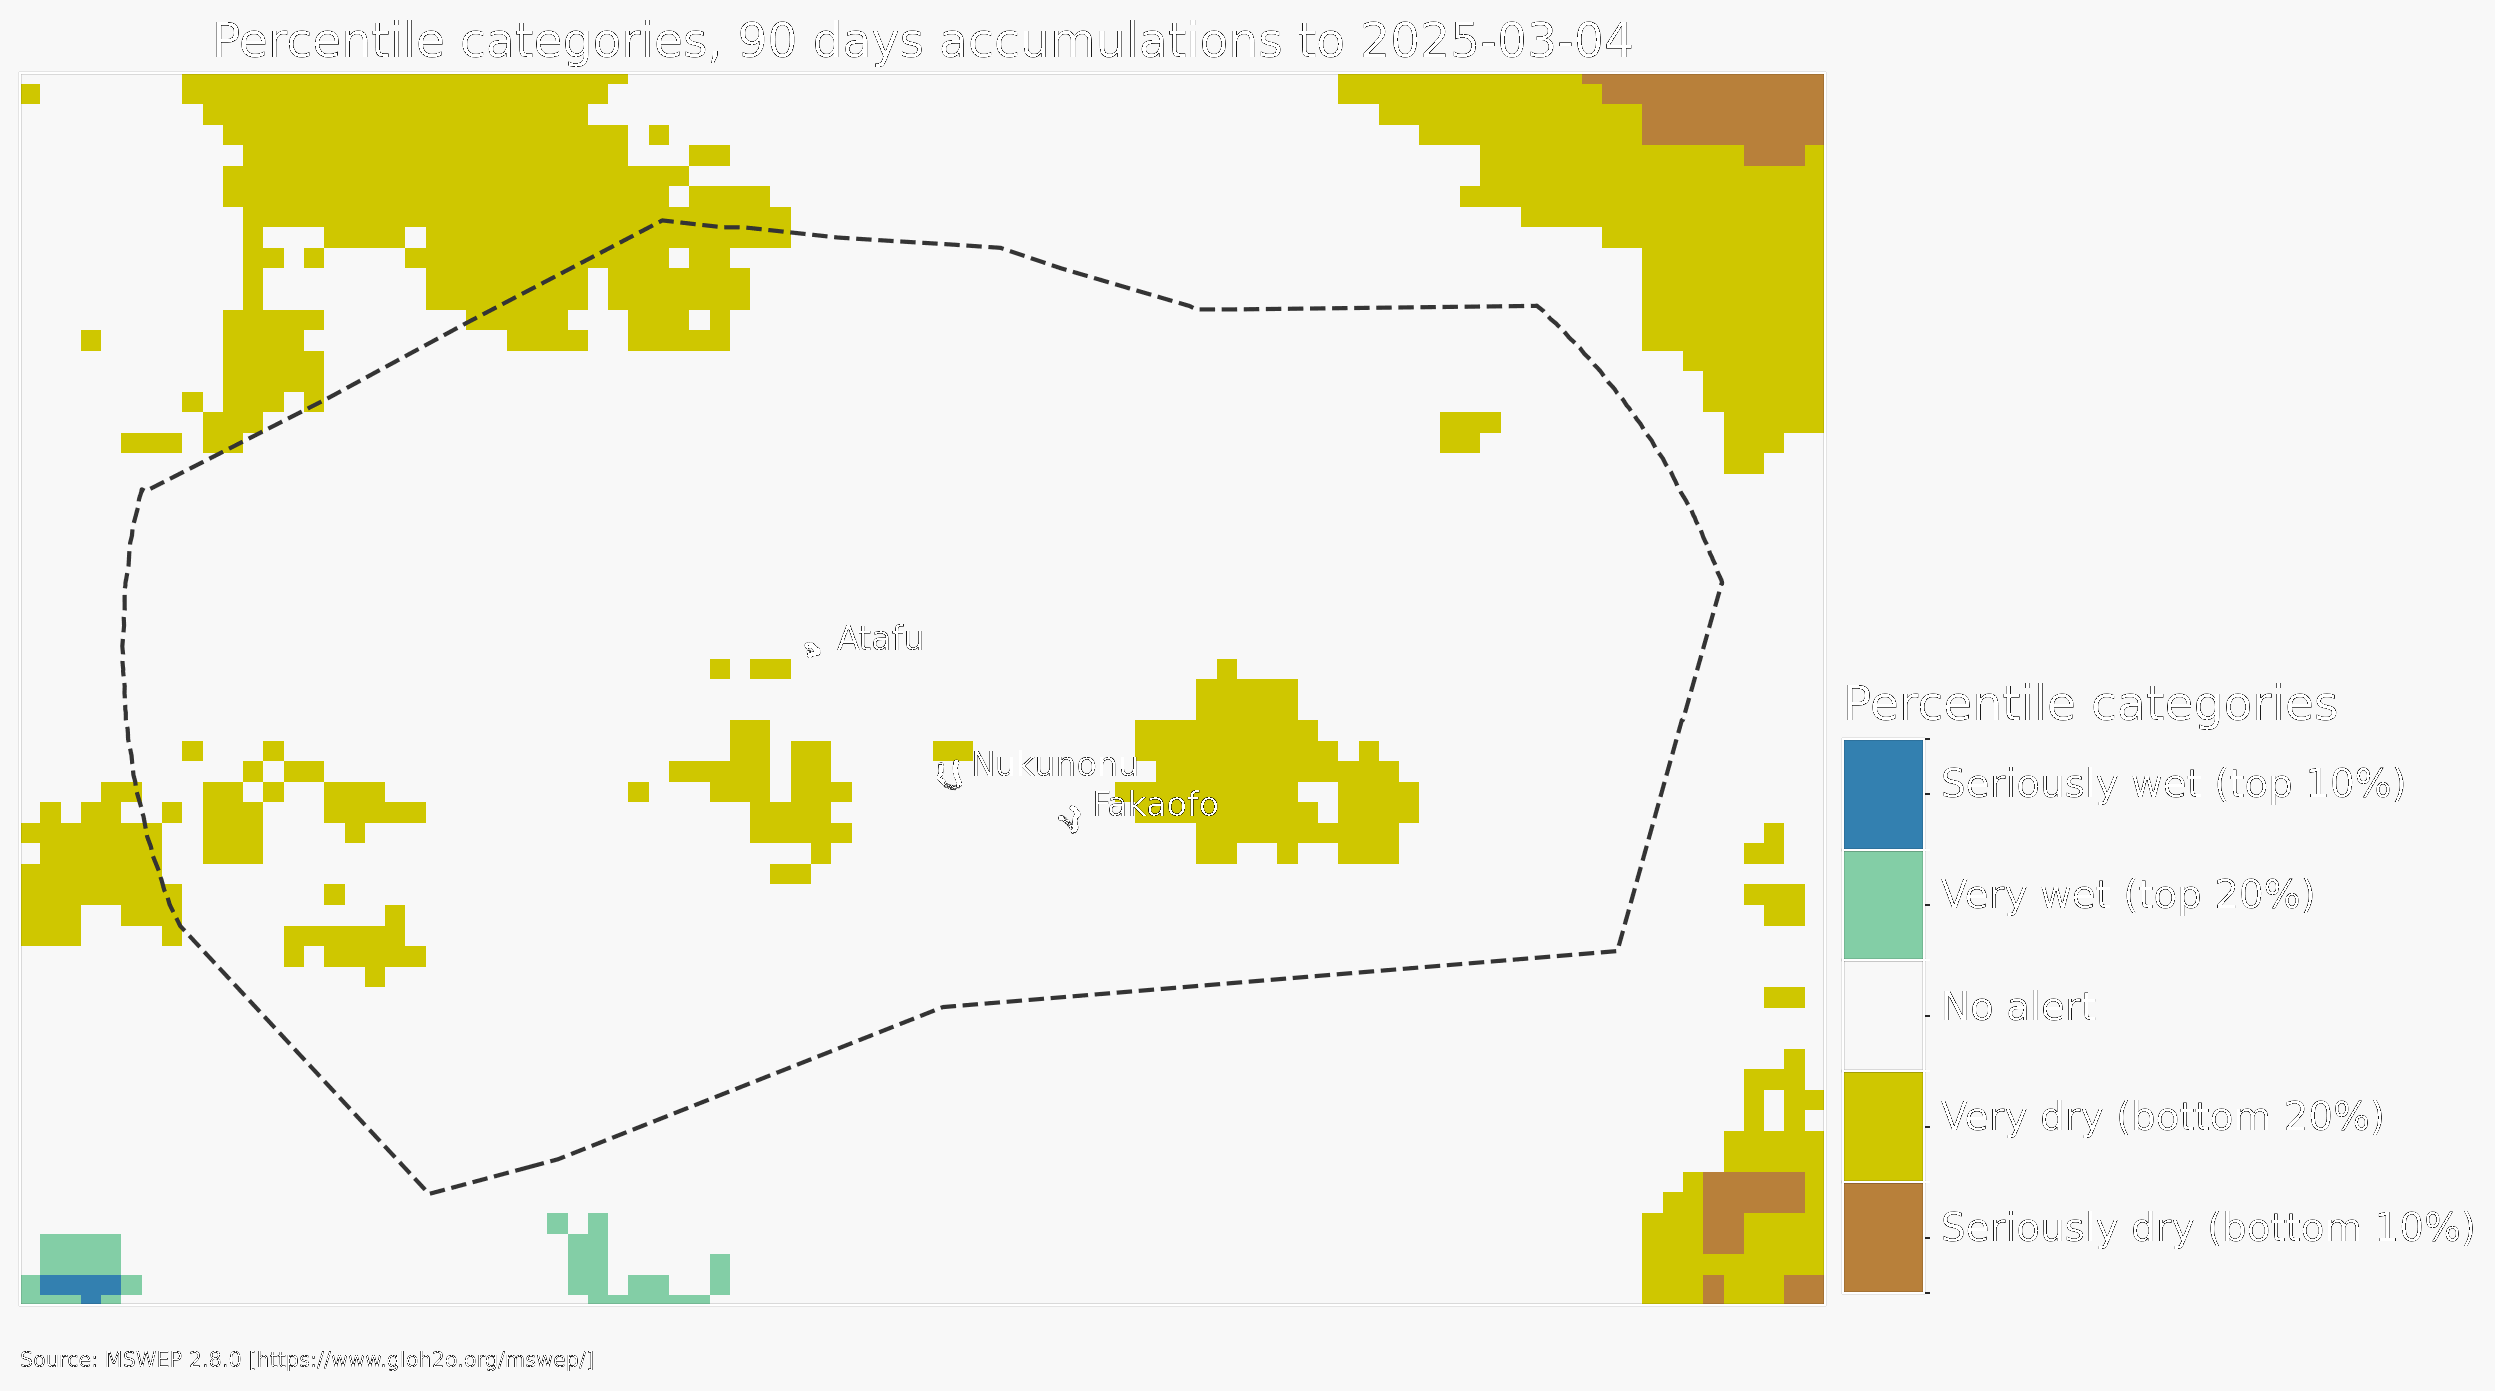 Percentile categories, 90 days accumulations to 2025-03-04
Atafu
Nukunonu
Fakaofo
Percentile categories
Seriously wet (top 10%)
Very wet (top 20%)
No alert
Very dry (bottom 20%)
Seriously dry (bottom 10%)
Source: MSWEP 2.8.0 [https://www.gloh2o.org/mswep/]